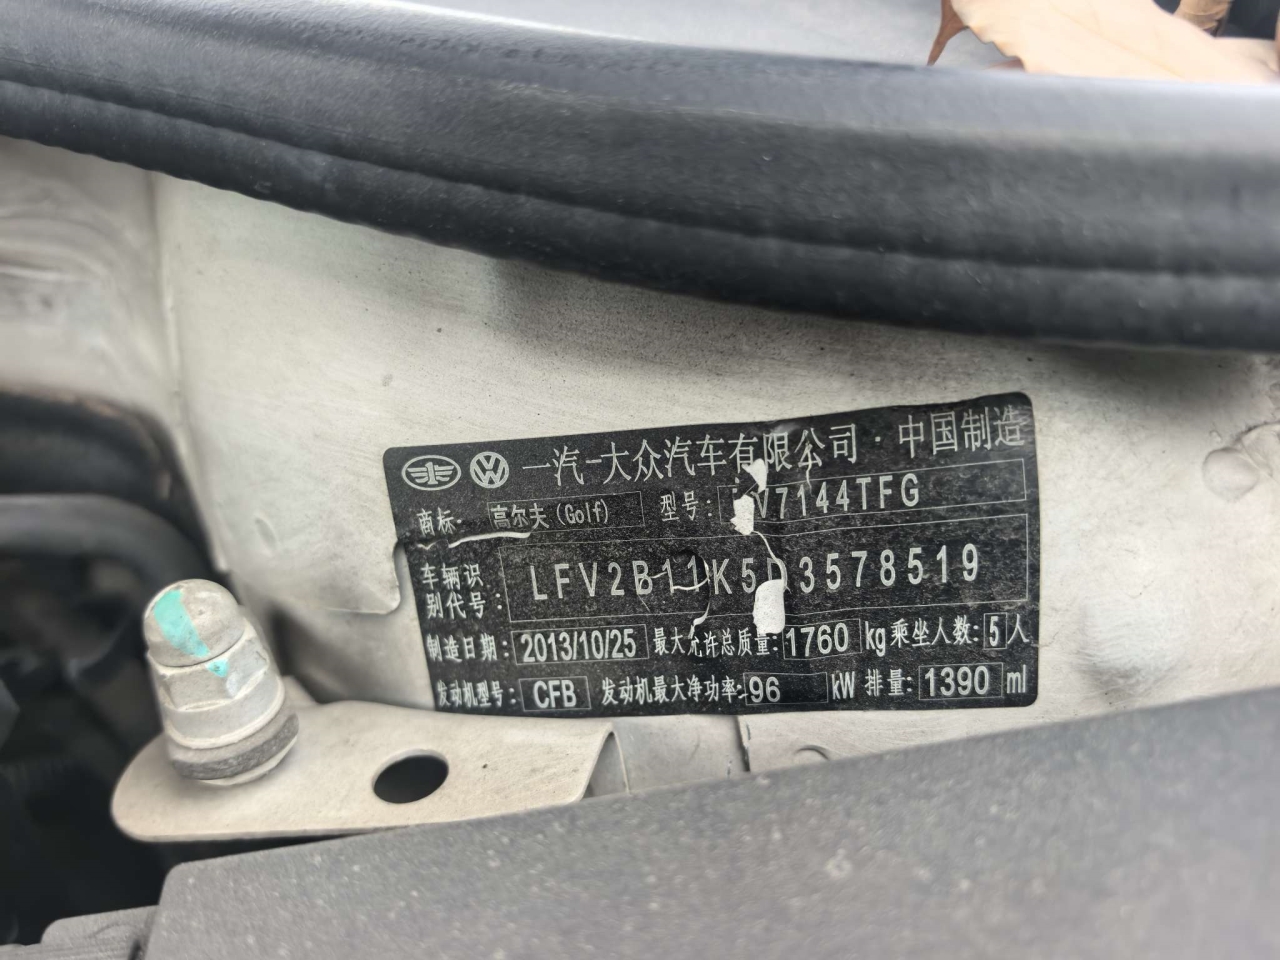 一汽-大众汽车有限公司·中国制造
商标: 高尔夫(Golf) 型号: V7144TFG
车辆识别代号: LFV2B11K5D3578519
制造日期: 2013/10/25 最大允许总质量: 1760 kg 乘坐人数: 5 人
发动机型号: CFB 发动机最大净功率: 96 kW 排量: 1390 ml